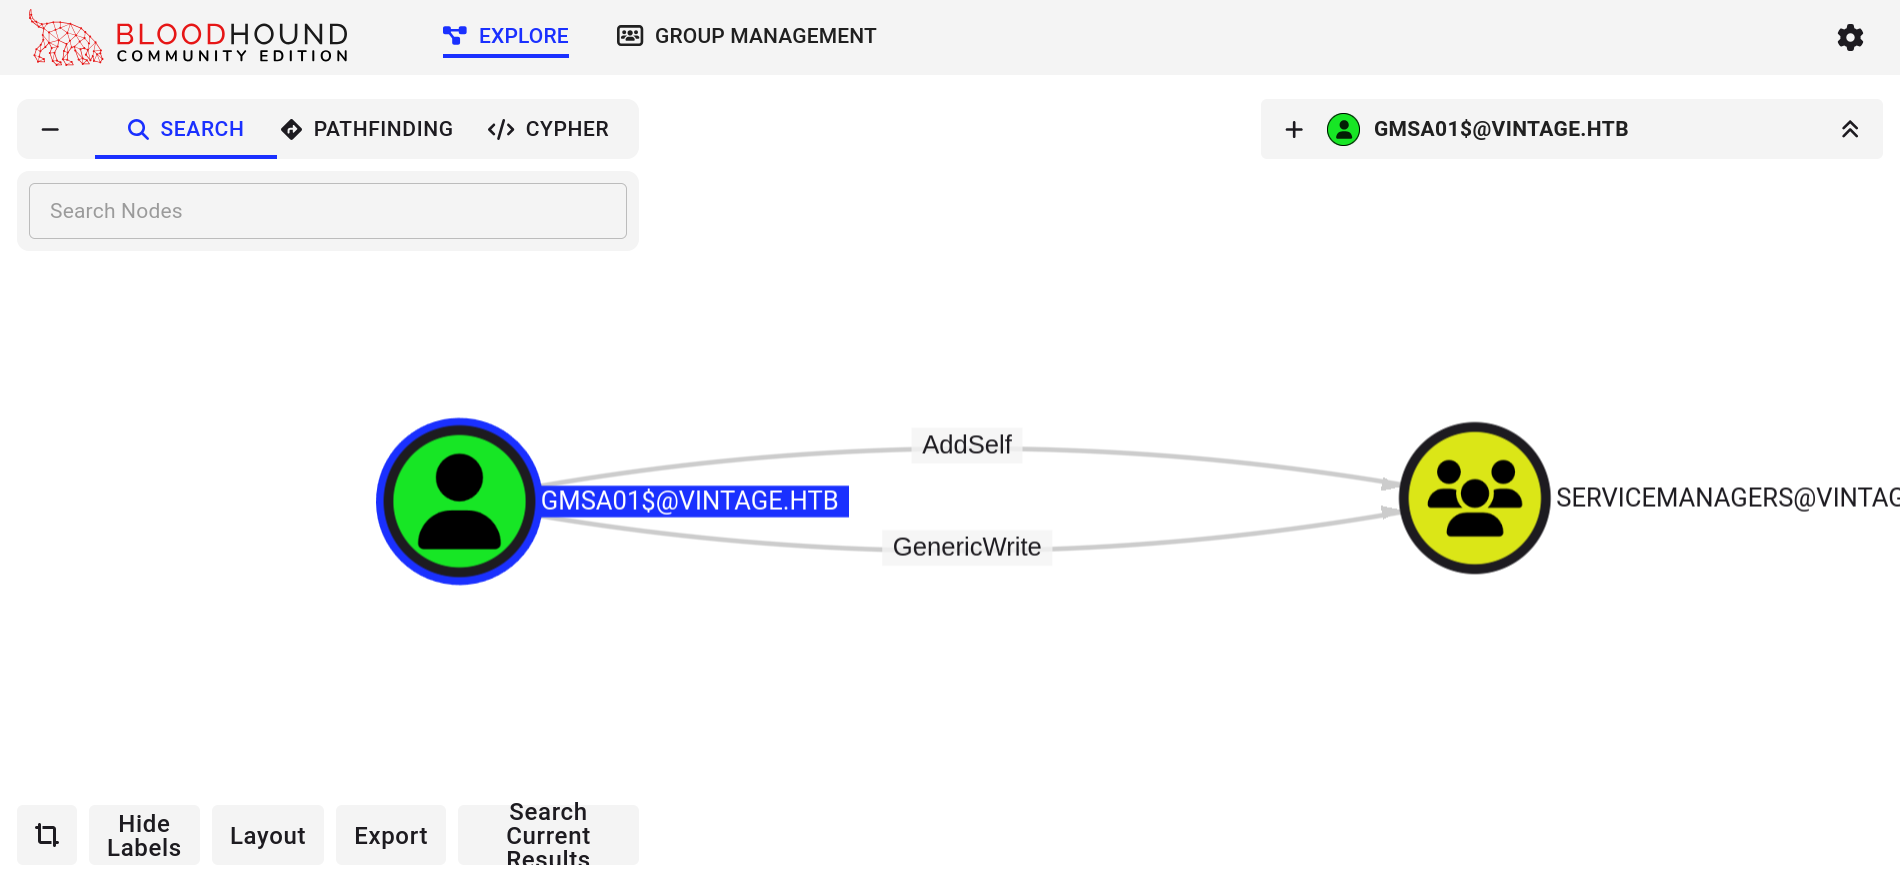 BLOODHOUND
COMMUNITY EDITION
EXPLORE
GROUP MANAGEMENT
SEARCH
PATHFINDING
CYPHER
GMSA01$@VINTAGE.HTB
Search Nodes
AddSelf
GMSA01$@VINTAGE.HTB
SERVICEMANAGERS@VINTAG
GenericWrite
Hide
Labels
Layout
Export
Search
Current
Results